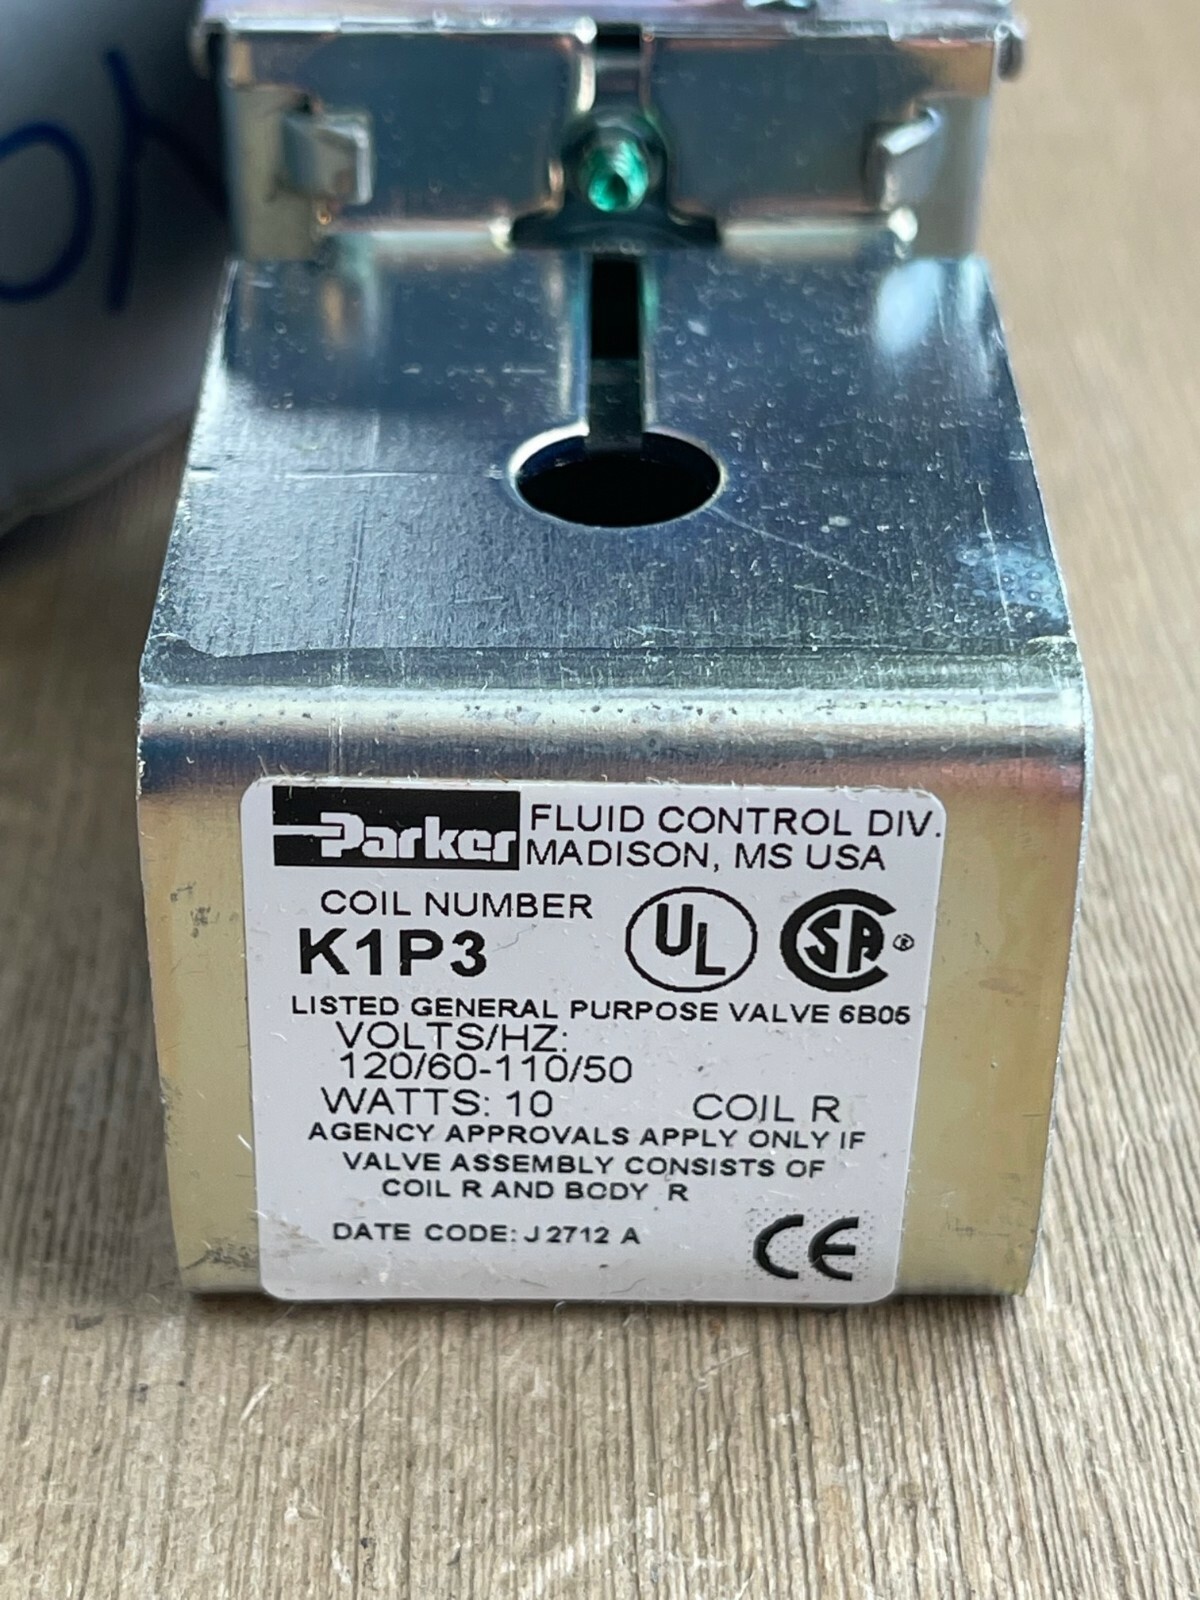 Parker FLUID CONTROL DIV.
MADISON, MS USA
COIL NUMBER
K1P3
UL SA ®
LISTED GENERAL PURPOSE VALVE 6B05
VOLTS/HZ:
120/60-110/50
WATTS: 10 COIL R
AGENCY APPROVALS APPLY ONLY IF
VALVE ASSEMBLY CONSISTS OF
COIL R AND BODY R
DATE CODE: J 2712 A
CE